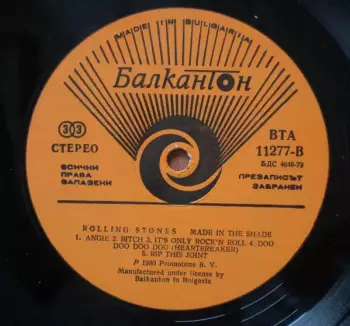 MADE IN BULGARIA
Балкантон
33
СТЕРЕО
ВТА
11277-В
БДС 4648-79
ВСИЧКИ
ПРАВА
ЗАПАЗЕНИ
ПРЕЗАПИСЪТ
ЗАБРАНЕН
ROLLING STONES MADE IN THE SHADE
1. ANGIE 2. BITCH 3. IT'S ONLY ROCK'N ROLL 4. DOO
DOO DOO DOO (HEARTBREAKER)
5. RIP THIS JOINT
℗ 1980 Promotone B. V.
Manufactured under license by
Balkanton in Bulgaria